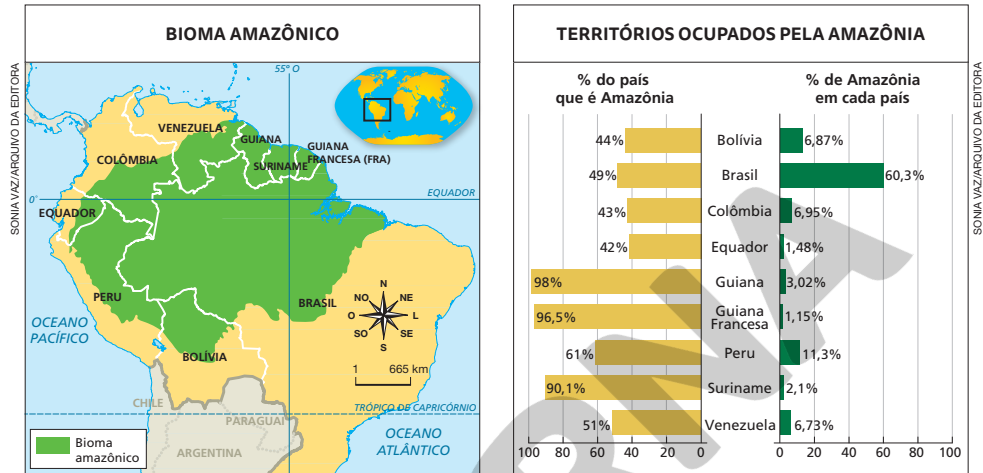 BIOMA AMAZÔNICO
SONIA VAZ/ARQUIVO DA EDITORA
55° O
VENEZUELA
GUIANA
GUIANA
FRANCESA (FRA)
COLÔMBIA
SURINAME
EQUADOR
0°
EQUADOR
PERU
BRASIL
N
NO
NE
O
L
SO
SE
S
OCEANO
PACÍFICO
BOLÍVIA
1 665 km
CHILE
TRÓPICO DE CAPRICÓRNIO
PARAGUAI
OCEANO
ATLÂNTICO
ARGENTINA
Bioma
amazônico
TERRITÓRIOS OCUPADOS PELA AMAZÔNIA
SONIA VAZ/ARQUIVO DA EDITORA
% do país
que é Amazônia
% de Amazônia
em cada país
44% Bolívia 6,87%
49% Brasil 60,3%
43% Colômbia 6,95%
42% Equador 1,48%
98% Guiana 3,02%
96,5% Guiana
Francesa 1,15%
61% Peru 11,3%
90,1% Suriname 2,1%
51% Venezuela 6,73%
100 80 60 40 20 0 0 20 40 60 80 100